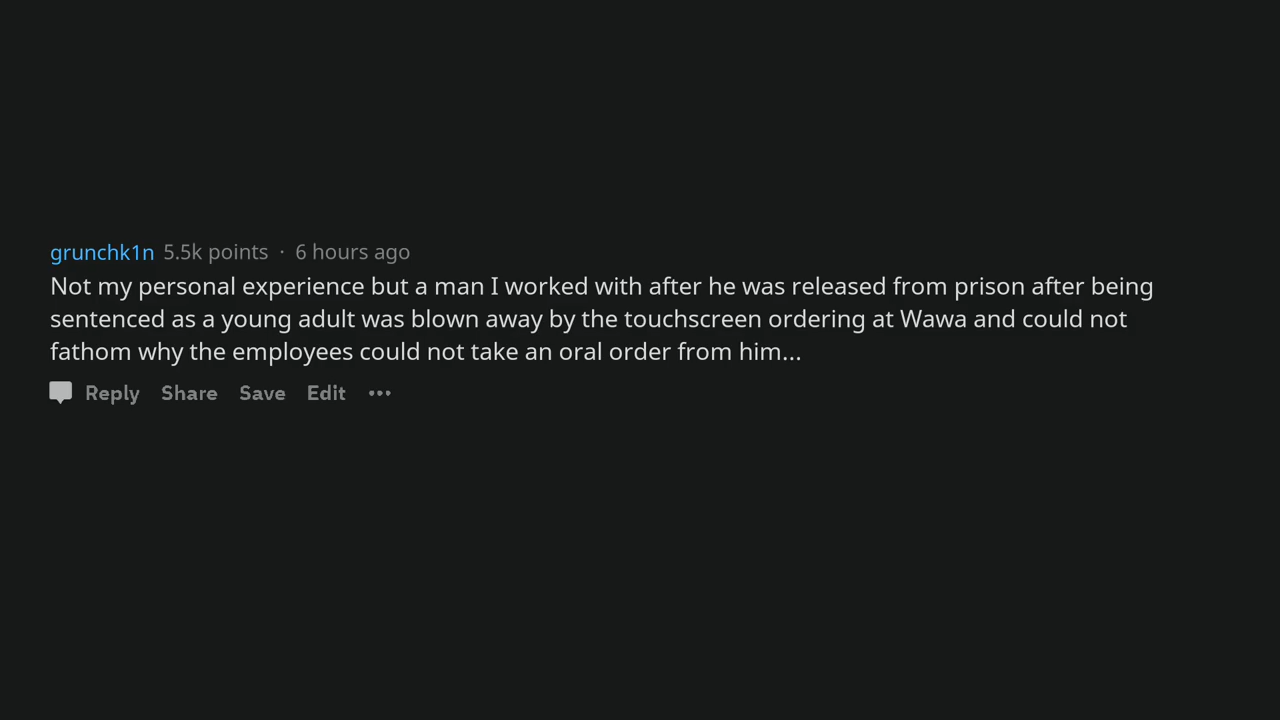 grunchk1n 5.5k points · 6 hours ago
Not my personal experience but a man I worked with after he was released from prison after being
sentenced as a young adult was blown away by the touchscreen ordering at Wawa and could not
fathom why the employees could not take an oral order from him...
Reply Share Save Edit •••